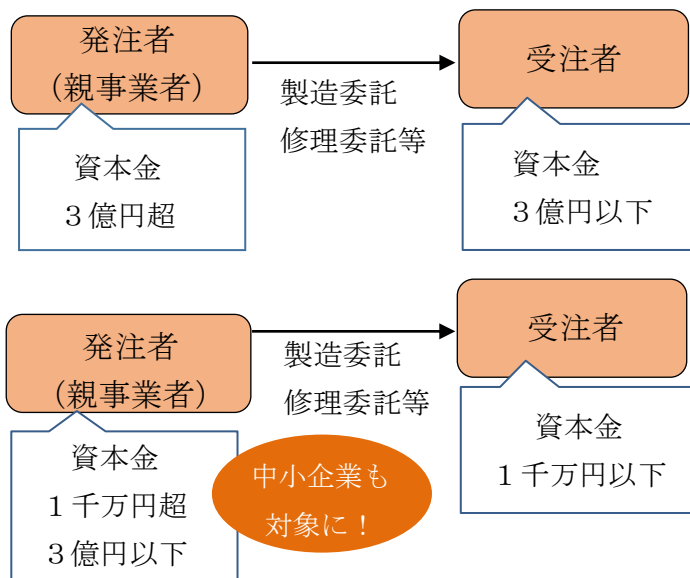 発注者
(親事業者)
製造委託
修理委託等
受注者
資本金
３億円超
資本金
３億円以下
発注者
(親事業者)
製造委託
修理委託等
受注者
資本金
１千万円超
３億円以下
中小企業も
対象に！
資本金
１千万円以下